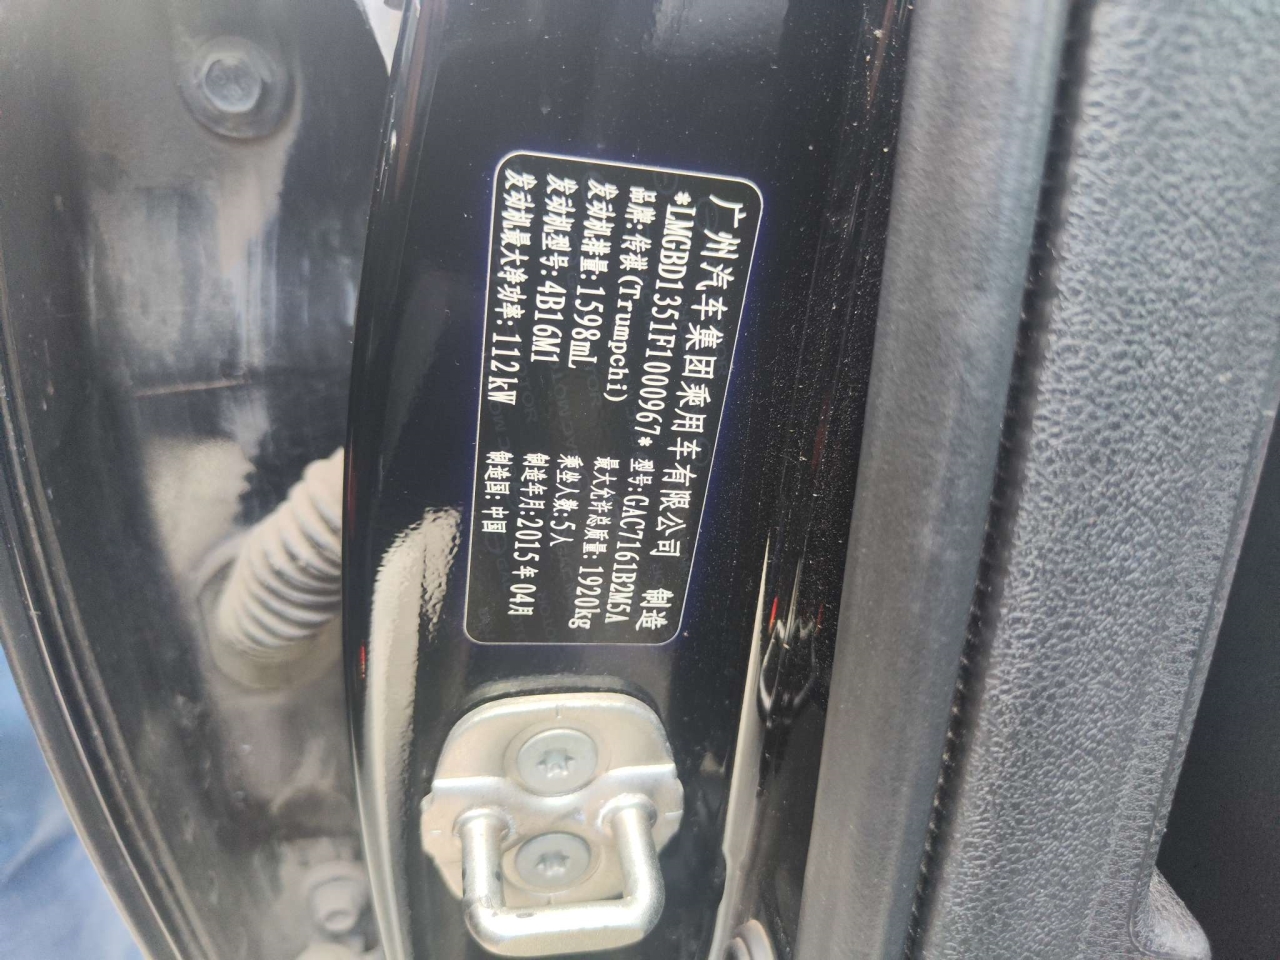 广州汽车集团乘用车有限公司 制造
*LMGBD1351F1000967*
品牌:传祺(Trumpchi) 型号:GAC7161B2M5A
发动机排量:1598mL 最大允许总质量:1920kg
发动机型号:4B16M1 乘坐人数:5人
发动机最大净功率:112kW 制造年月:2015年04月
制造国:中国